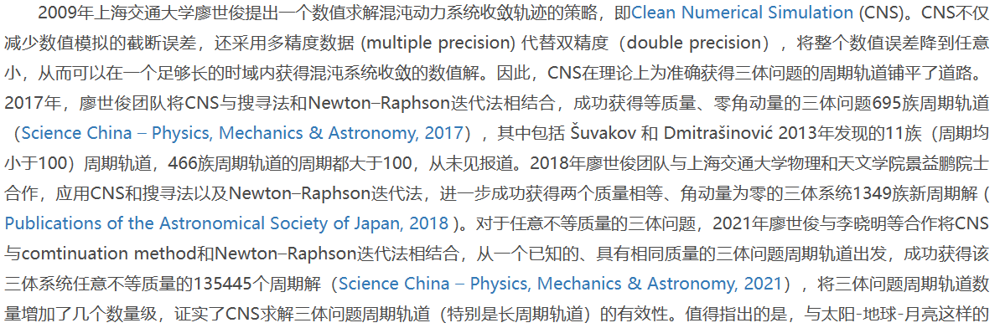 2009年上海交通大学廖世俊提出一个数值求解混沌动力系统收敛轨迹的策略，即Clean Numerical Simulation (CNS)。CNS不仅
减少数值模拟的截断误差，还采用多精度数据 (multiple precision) 代替双精度（double precision），将整个数值误差降到任意
小，从而可以在一个足够长的时域内获得混沌系统收敛的数值解。因此，CNS在理论上为准确获得三体问题的周期轨道铺平了道路。
2017年，廖世俊团队将CNS与搜寻法和Newton–Raphson迭代法相结合，成功获得等质量、零角动量的三体问题695族周期轨道
（Science China – Physics, Mechanics & Astronomy, 2017），其中包括 Šuvakov 和 Dmitrašinović 2013年发现的11族（周期均
小于100）周期轨道，466族周期轨道的周期都大于100，从未见报道。2018年廖世俊团队与上海交通大学物理和天文学院景益鹏院士
合作，应用CNS和搜寻法以及Newton–Raphson迭代法，进一步成功获得两个质量相等、角动量为零的三体系统1349族新周期解 (
Publications of the Astronomical Society of Japan, 2018 )。对于任意不等质量的三体问题，2021年廖世俊与李晓明等合作将CNS
与comtinuation method和Newton–Raphson迭代法相结合，从一个已知的、具有相同质量的三体问题周期轨道出发，成功获得该
三体系统任意不等质量的135445个周期解（Science China – Physics, Mechanics & Astronomy, 2021），将三体问题周期轨道数
量增加了几个数量级，证实了CNS求解三体问题周期轨道（特别是长周期轨道）的有效性。值得指出的是，与太阳-地球-月亮这样的